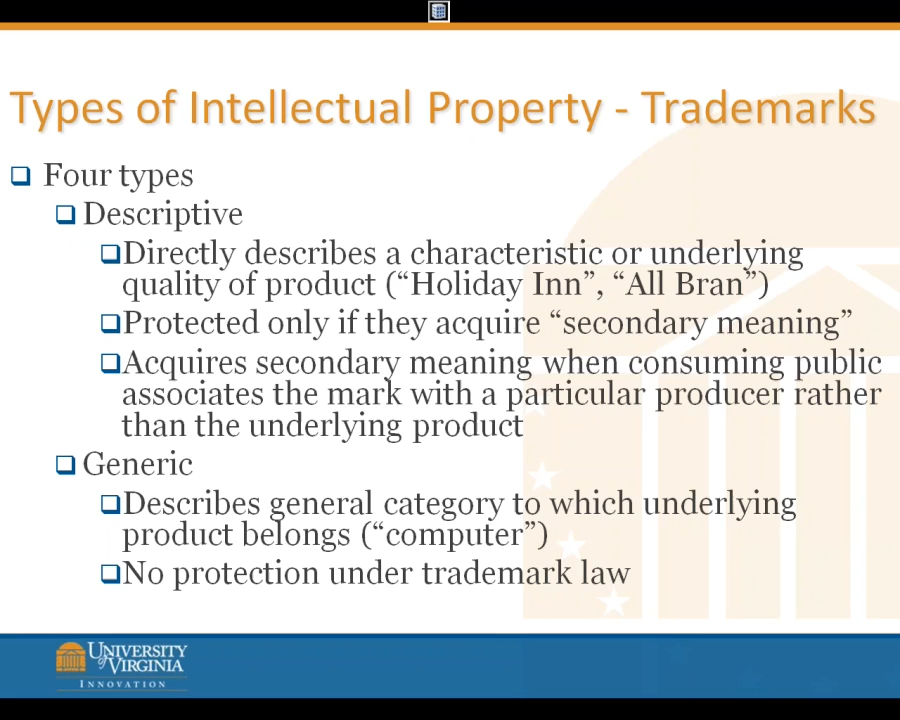 Types of Intellectual Property - Trademarks
Four types
Descriptive
Directly describes a characteristic or underlying
quality of product (“Holiday Inn”, “All Bran”)
Protected only if they acquire “secondary meaning”
Acquires secondary meaning when consuming public
associates the mark with a particular producer rather
than the underlying product
Generic
Describes general category to which underlying
product belongs (“computer”)
No protection under trademark law
UNIVERSITY
of VIRGINIA
INNOVATION